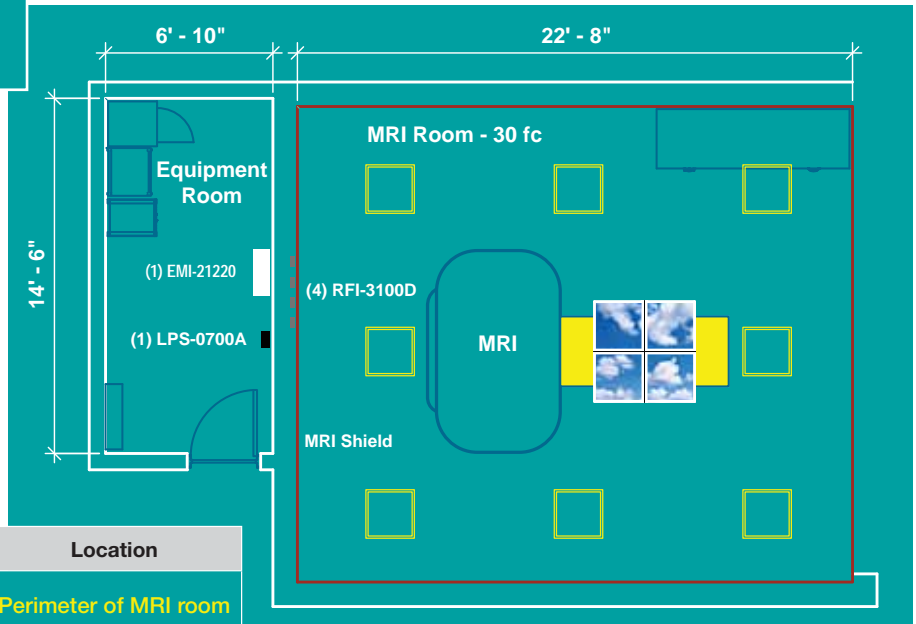 6' - 10"
22' - 8"
MRI Room - 30 fc
Equipment
Room
14' - 6"
(1) EMI-21220
(4) RFI-3100D
(1) LPS-0700A
MRI
MRI Shield
Location
Perimeter of MRI room